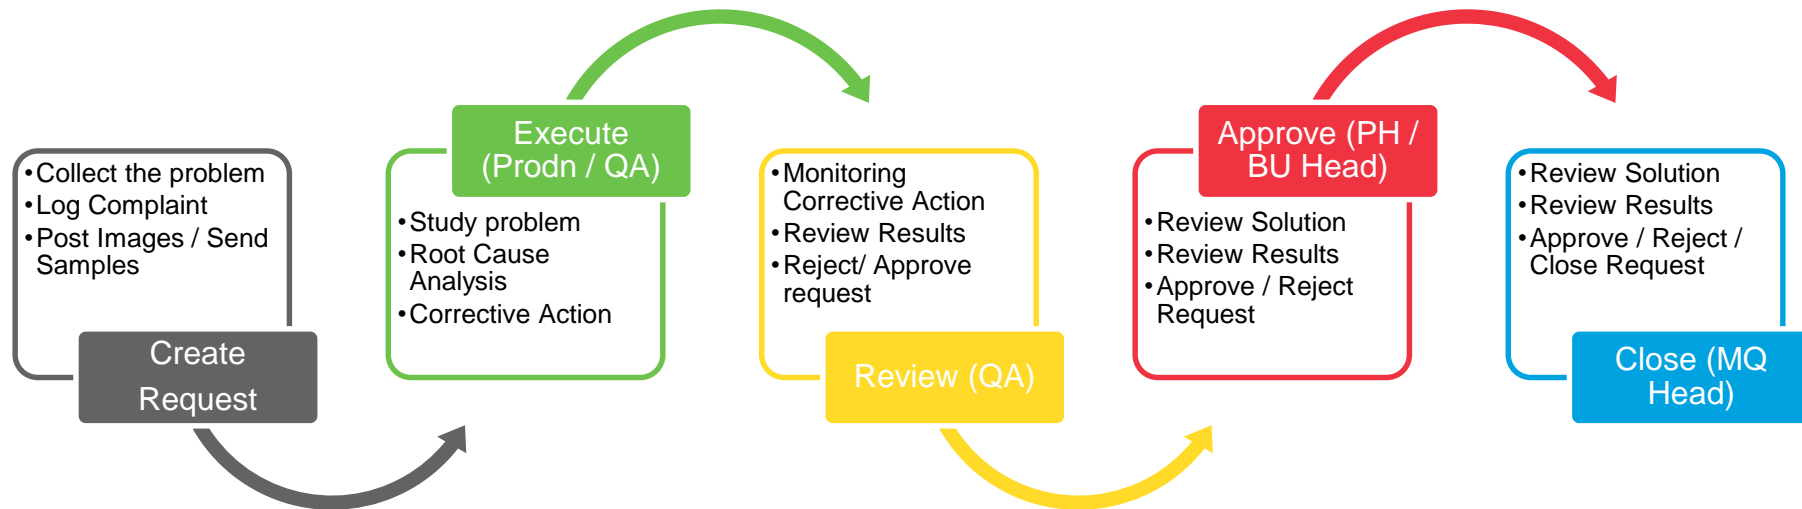 •Collect the problem
•Log Complaint
•Post Images / Send
Samples
Create
Request
Execute
(Prodn / QA)
•Study problem
•Root Cause
Analysis
•Corrective Action
•Monitoring
Corrective Action
•Review Results
•Reject/ Approve
request
Review (QA)
Approve (PH /
BU Head)
•Review Solution
•Review Results
•Approve / Reject
Request
•Review Solution
•Review Results
•Approve / Reject /
Close Request
Close (MQ
Head)